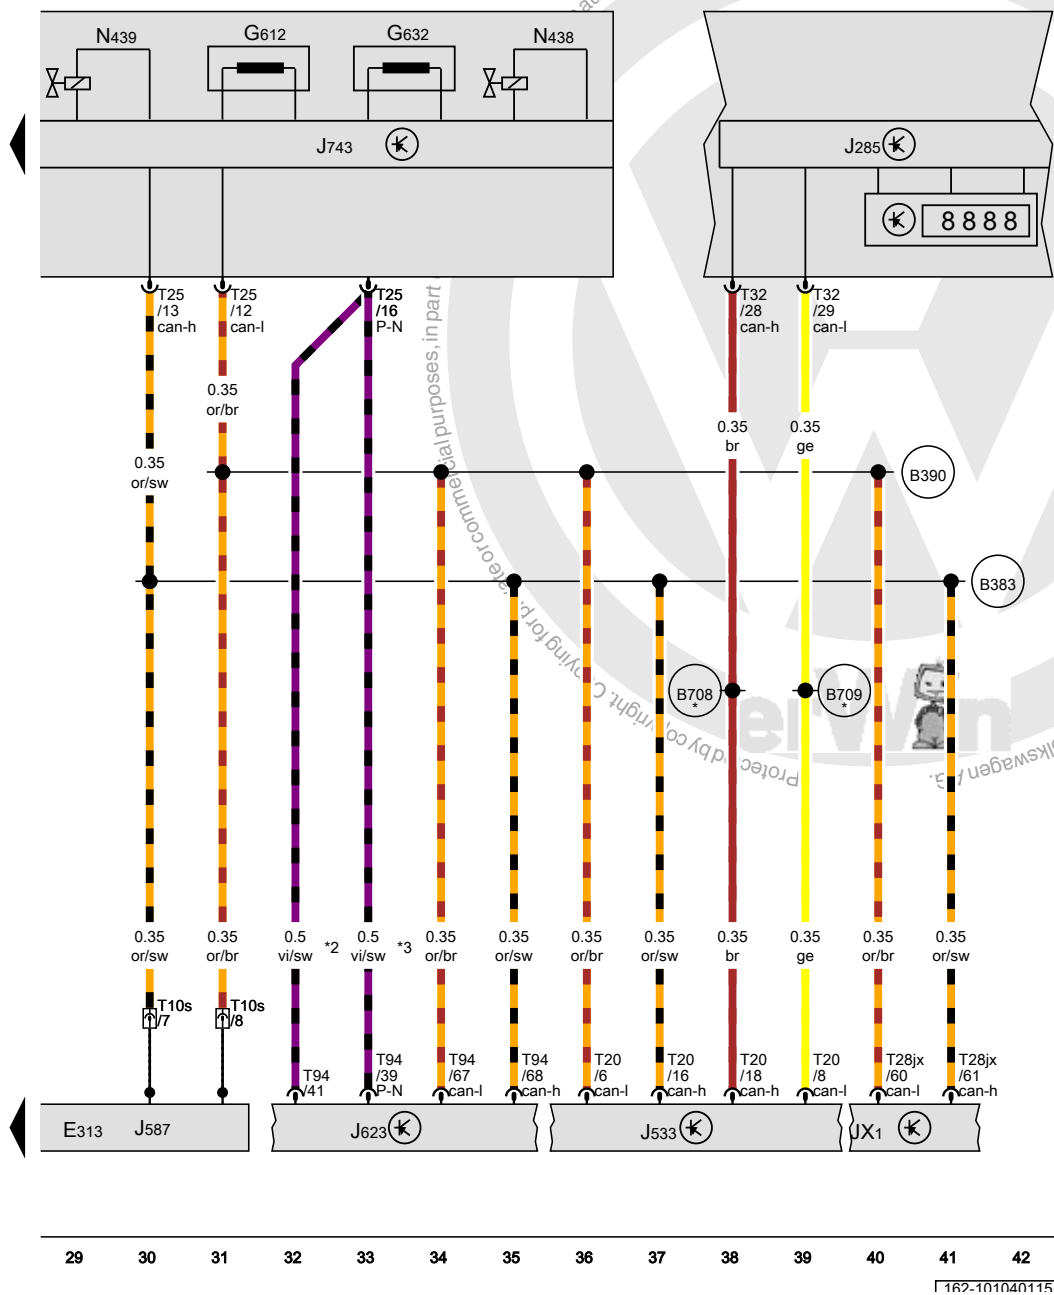 N439
G612
G632
N438
J743
J285
8888
T25
/13
can-h
T25
/12
can-l
T25
/16
P-N
T32
/28
can-h
T32
/29
can-l
0.35
or/br
0.35
or/sw
0.35
br
0.35
ge
B390
B383
B708
*
B709
*
erWin
0.35
or/sw
0.35
or/br
0.5
vi/sw
*2
0.5
vi/sw
*3
0.35
or/br
0.35
or/sw
0.35
or/br
0.35
or/sw
0.35
br
0.35
ge
0.35
or/br
0.35
or/sw
T10s
/7
T10s
/8
T94
/41
T94
/39
P-N
T94
/67
can-l
T94
/68
can-h
T20
/6
can-l
T20
/16
can-h
T20
/18
can-h
T20
/8
can-l
T28jx
/60
can-l
T28jx
/61
can-h
E313 J587
J623
J533
JX1
29 30 31 32 33 34 35 36 37 38 39 40 41 42
162-101040115